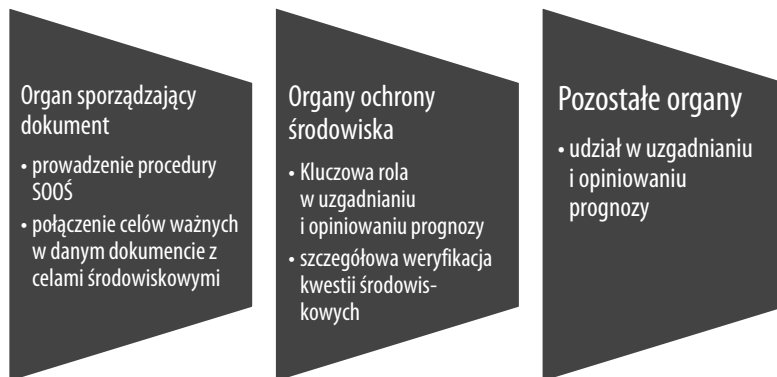 Organ sporządzający
dokument
• prowadzenie procedury
SOOŚ
• połączenie celów ważnych
w danym dokumencie z
celami środowiskowymi
Organy ochrony
środowiska
• Kluczowa rola
w uzgadnianiu
i opiniowaniu prognozy
• szczegółowa weryfikacja
kwestii środowis-
kowych
Pozostałe organy
• udział w uzgadnianiu
i opiniowaniu
prognozy